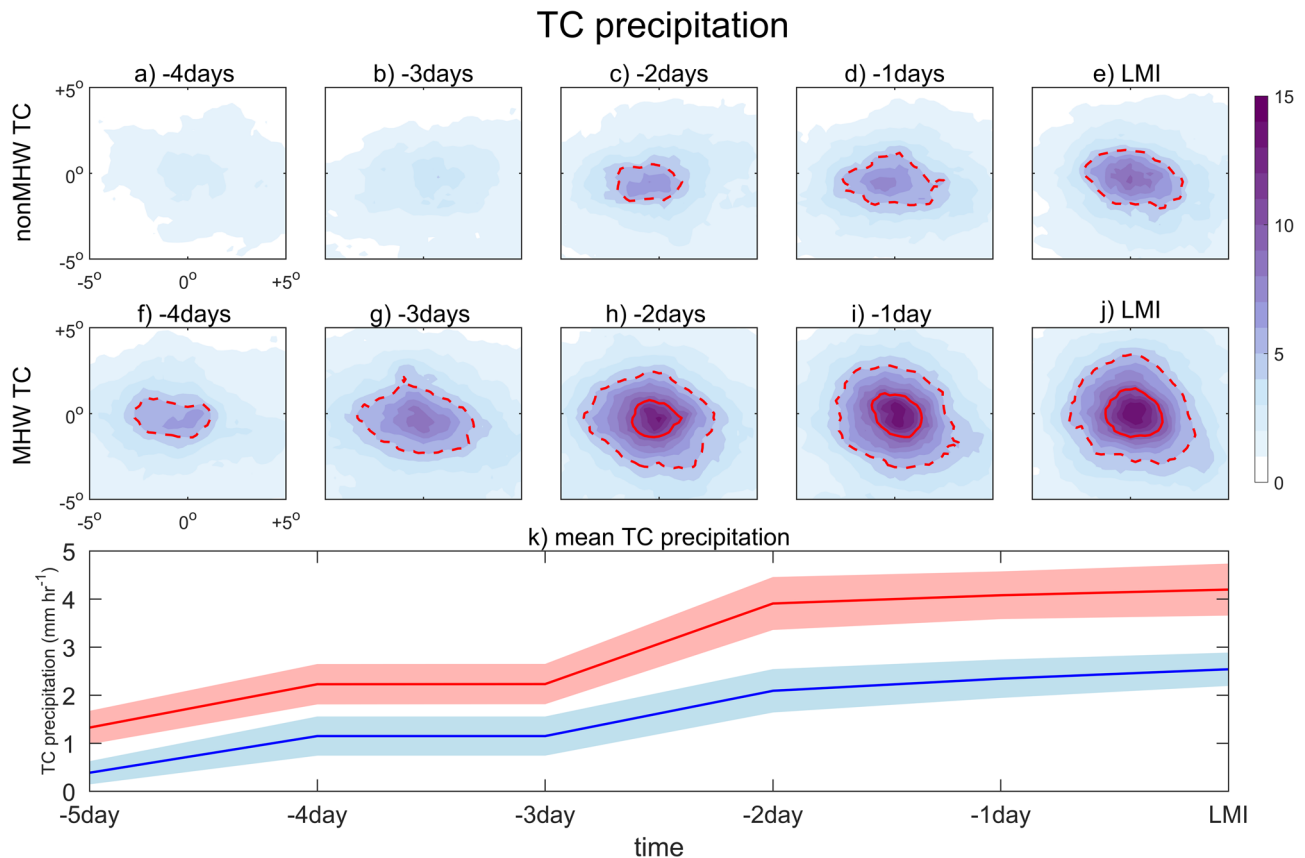 TC precipitation
a) -4days
b) -3days
c) -2days
d) -1days
e) LMI
nonMHW TC
+5°
0°
-5°
-5° 0° +5°
15
10
5
0
f) -4days
g) -3days
h) -2days
i) -1day
j) LMI
MHW TC
+5°
0°
-5°
-5° 0° +5°
k) mean TC precipitation
TC precipitation (mm hr⁻¹)
5
4
3
2
1
0
-5day -4day -3day -2day -1day LMI
time